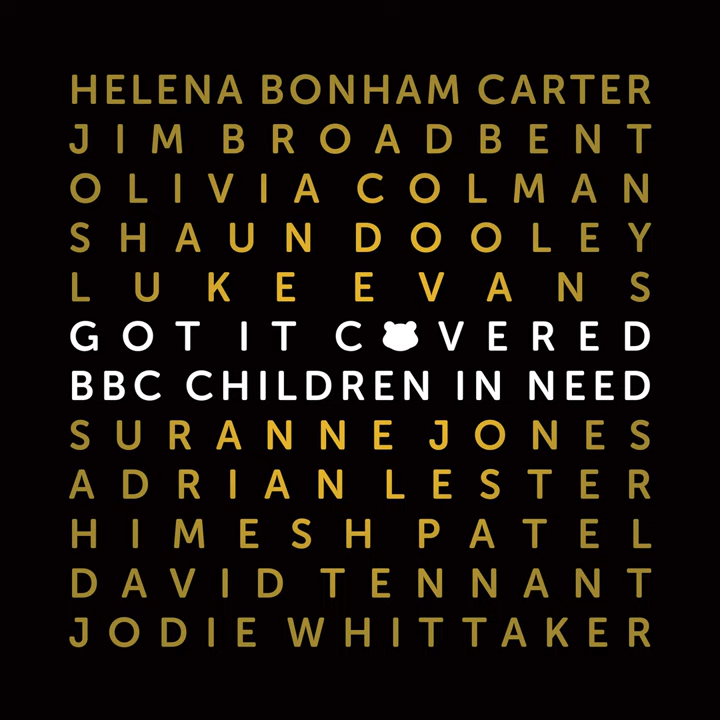 HELENA BONHAM CARTER
JIM BROADBENT
OLIVIA COLMAN
SHAUN DOOLEY
LUKE EVANS
GOT IT COVERED
BBC CHILDREN IN NEED
SURANNE JONES
ADRIAN LESTER
HIMESH PATEL
DAVID TENNANT
JODIE WHITTAKER